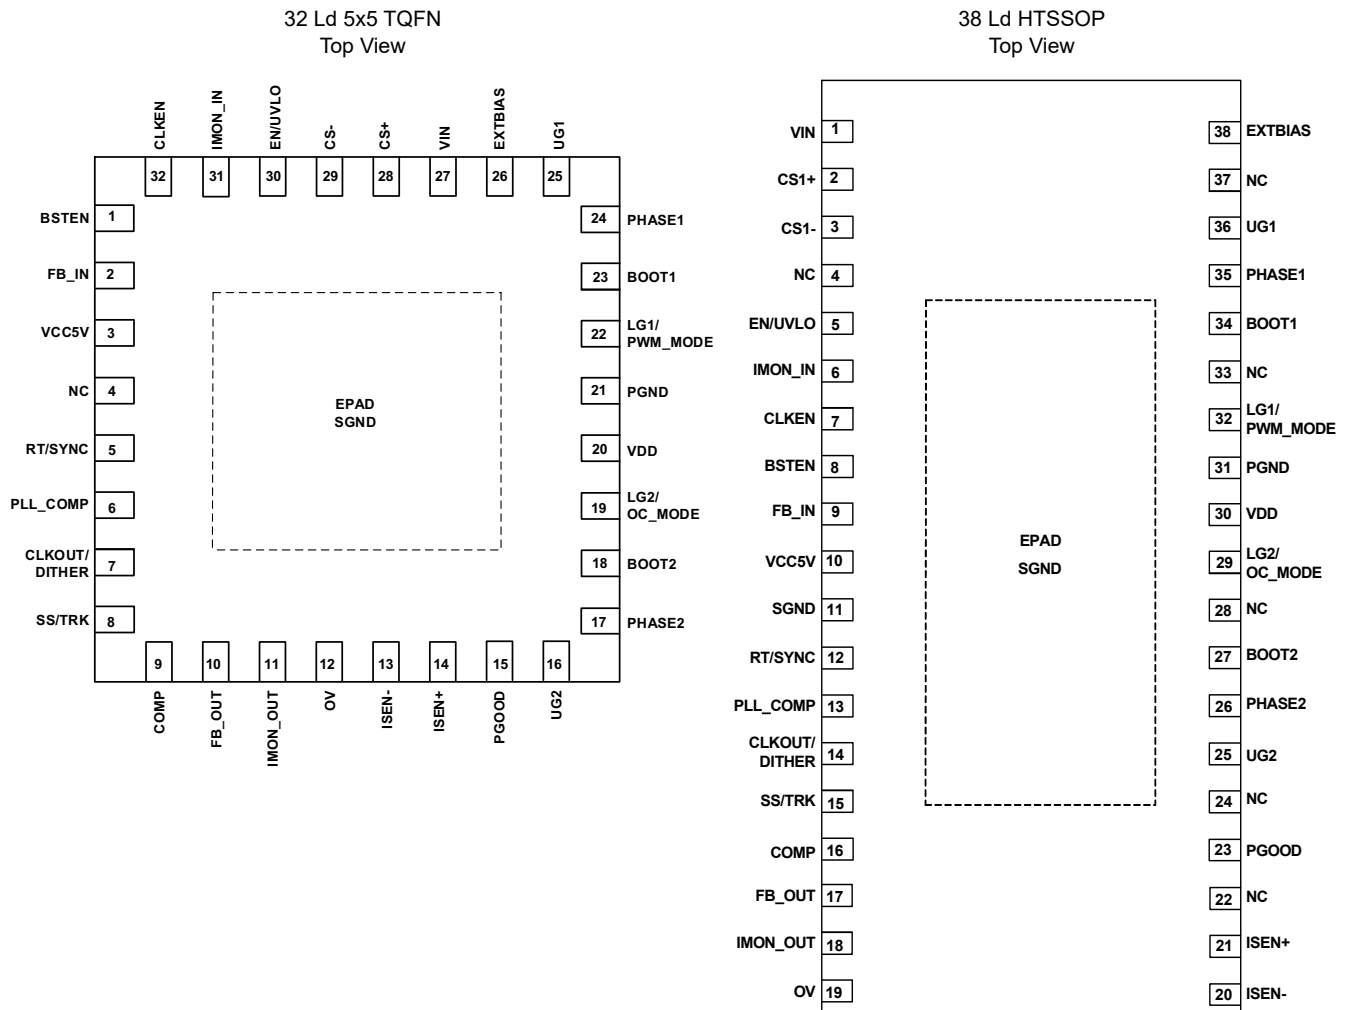 32 Ld 5x5 TQFN
Top View
CLKEN
IMON_IN
EN/UVLO
CS-
CS+
VIN
EXTBIAS
UG1
32
31
30
29
28
27
26
25
BSTEN 1
FB_IN 2
VCC5V 3
NC 4
RT/SYNC 5
PLL_COMP 6
CLKOUT/
DITHER 7
SS/TRK 8
24 PHASE1
23 BOOT1
22 LG1/
PWM_MODE
21 PGND
20 VDD
19 LG2/
OC_MODE
18 BOOT2
17 PHASE2
EPAD
SGND
9
10
11
12
13
14
15
16
COMP
FB_OUT
IMON_OUT
OV
ISEN-
ISEN+
PGOOD
UG2
38 Ld HTSSOP
Top View
VIN 1
CS1+ 2
CS1- 3
NC 4
EN/UVLO 5
IMON_IN 6
CLKEN 7
BSTEN 8
FB_IN 9
VCC5V 10
SGND 11
RT/SYNC 12
PLL_COMP 13
CLKOUT/
DITHER 14
SS/TRK 15
COMP 16
FB_OUT 17
IMON_OUT 18
OV 19
EPAD
SGND
38 EXTBIAS
37 NC
36 UG1
35 PHASE1
34 BOOT1
33 NC
32 LG1/
PWM_MODE
31 PGND
30 VDD
29 LG2/
OC_MODE
28 NC
27 BOOT2
26 PHASE2
25 UG2
24 NC
23 PGOOD
22 NC
21 ISEN+
20 ISEN-